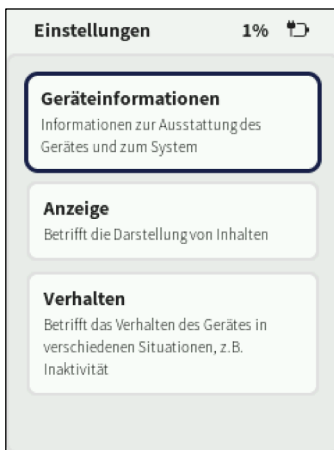 Einstellungen 1%
Geräteinformationen
Informationen zur Ausstattung des
Gerätes und zum System
Anzeige
Betrifft die Darstellung von Inhalten
Verhalten
Betrifft das Verhalten des Gerätes in
verschiedenen Situationen, z.B.
Inaktivität